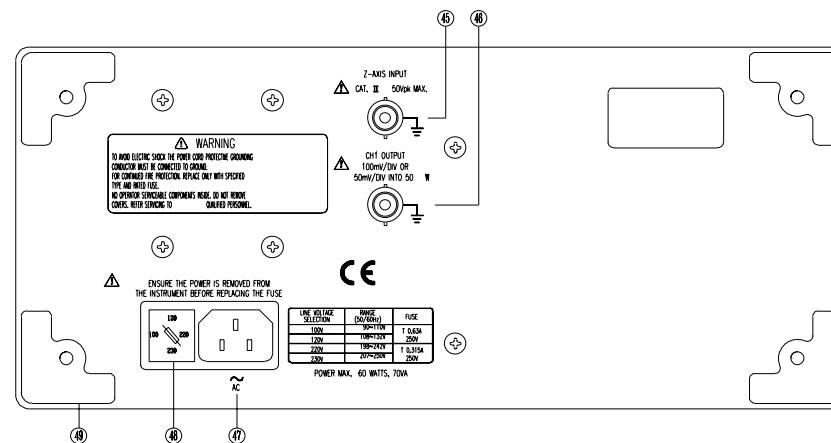 45 46
Z-AXIS INPUT
CAT. II 50Vpk MAX.
WARNING
TO AVOID ELECTRIC SHOCK THE POWER CORD PROTECTIVE GROUNDING
CONDUCTOR MUST BE CONNECTED TO GROUND.
FOR CONTINUED FIRE PROTECTION. REPLACE ONLY WITH SPECIFIED
TYPE AND RATED FUSE.
NO OPERATOR SERVICEABLE COMPONENTS INSIDE. DO NOT REMOVE
COVERS. REFER SERVICING TO QUALIFIED PERSONNEL.
CH1 OUTPUT
100mV/DIV OR
50mV/DIV INTO 50 W
CE
ENSURE THE POWER IS REMOVED FROM
THE INSTRUMENT BEFORE REPLACING THE FUSE
120
100 220
230
LINE VOLTAGE SELECTION RANGE (50/60Hz) FUSE
100V 90~110V T 0.63A
120V 108~132V 250V
220V 198~242V T 0.315A
230V 207~250V 250V
POWER MAX. 60 WATTS, 70VA
AC
49 48 47